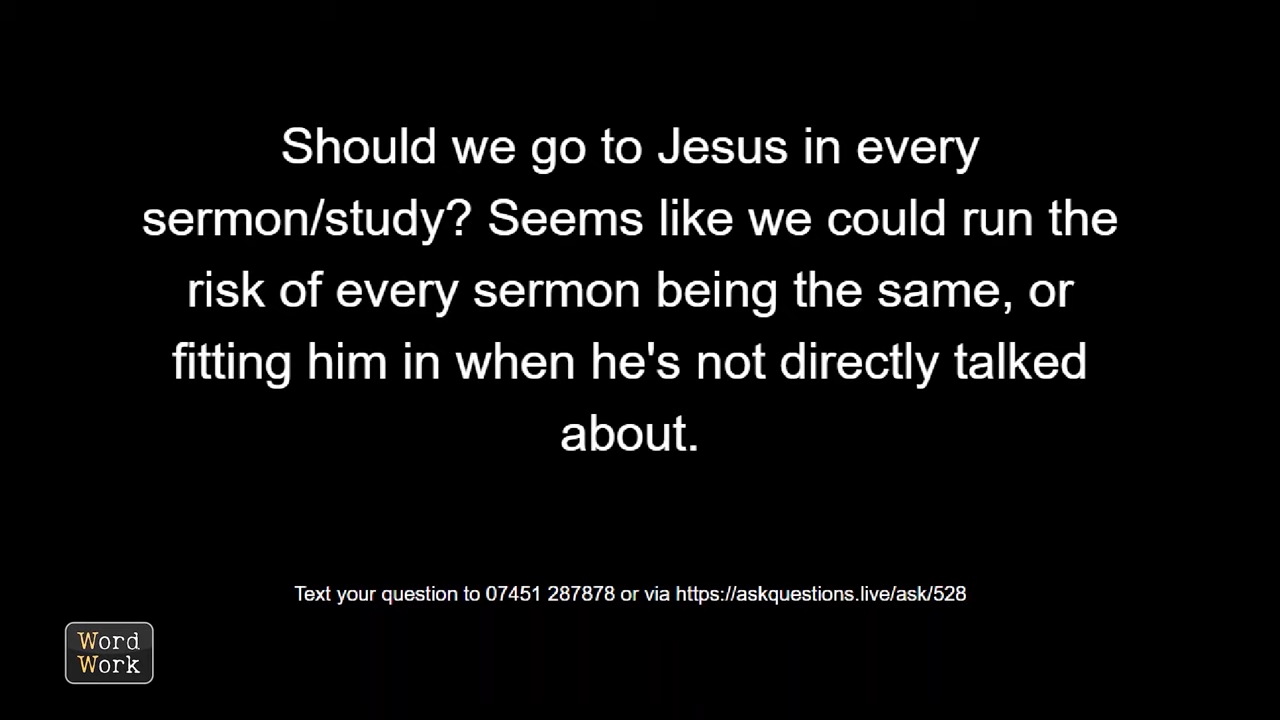 Should we go to Jesus in every
sermon/study? Seems like we could run the
risk of every sermon being the same, or
fitting him in when he's not directly talked
about.
Text your question to 07451 287878 or via https://askquestions.live/ask/528
Word
Work